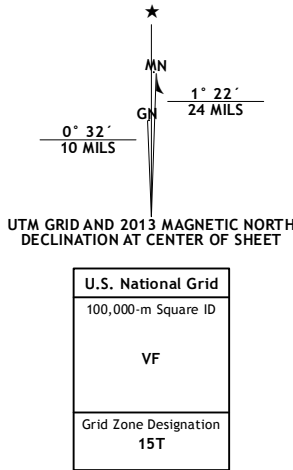 ★
MN
1° 22´
24 MILS
GN
0° 32´
10 MILS
UTM GRID AND 2013 MAGNETIC NORTH
DECLINATION AT CENTER OF SHEET
U.S. National Grid
100,000-m Square ID
VF
Grid Zone Designation
15T